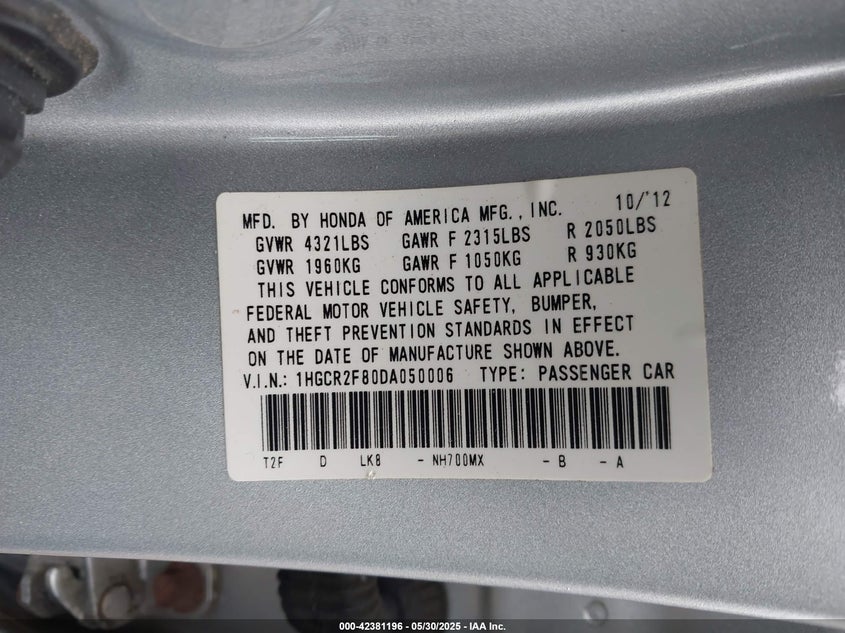 10/'12
MFD. BY HONDA OF AMERICA MFG., INC.
GVWR 4321LBS GAWR F 2315LBS R 2050LBS
GVWR 1960KG GAWR F 1050KG R 930KG
THIS VEHICLE CONFORMS TO ALL APPLICABLE
FEDERAL MOTOR VEHICLE SAFETY, BUMPER,
AND THEFT PREVENTION STANDARDS IN EFFECT
ON THE DATE OF MANUFACTURE SHOWN ABOVE.
V.I.N.: 1HGCR2F80DA050006 TYPE: PASSENGER CAR
T2F D LK8 - NH700MX - B - A
000-42381196 - 05/30/2025 - IAA Inc.